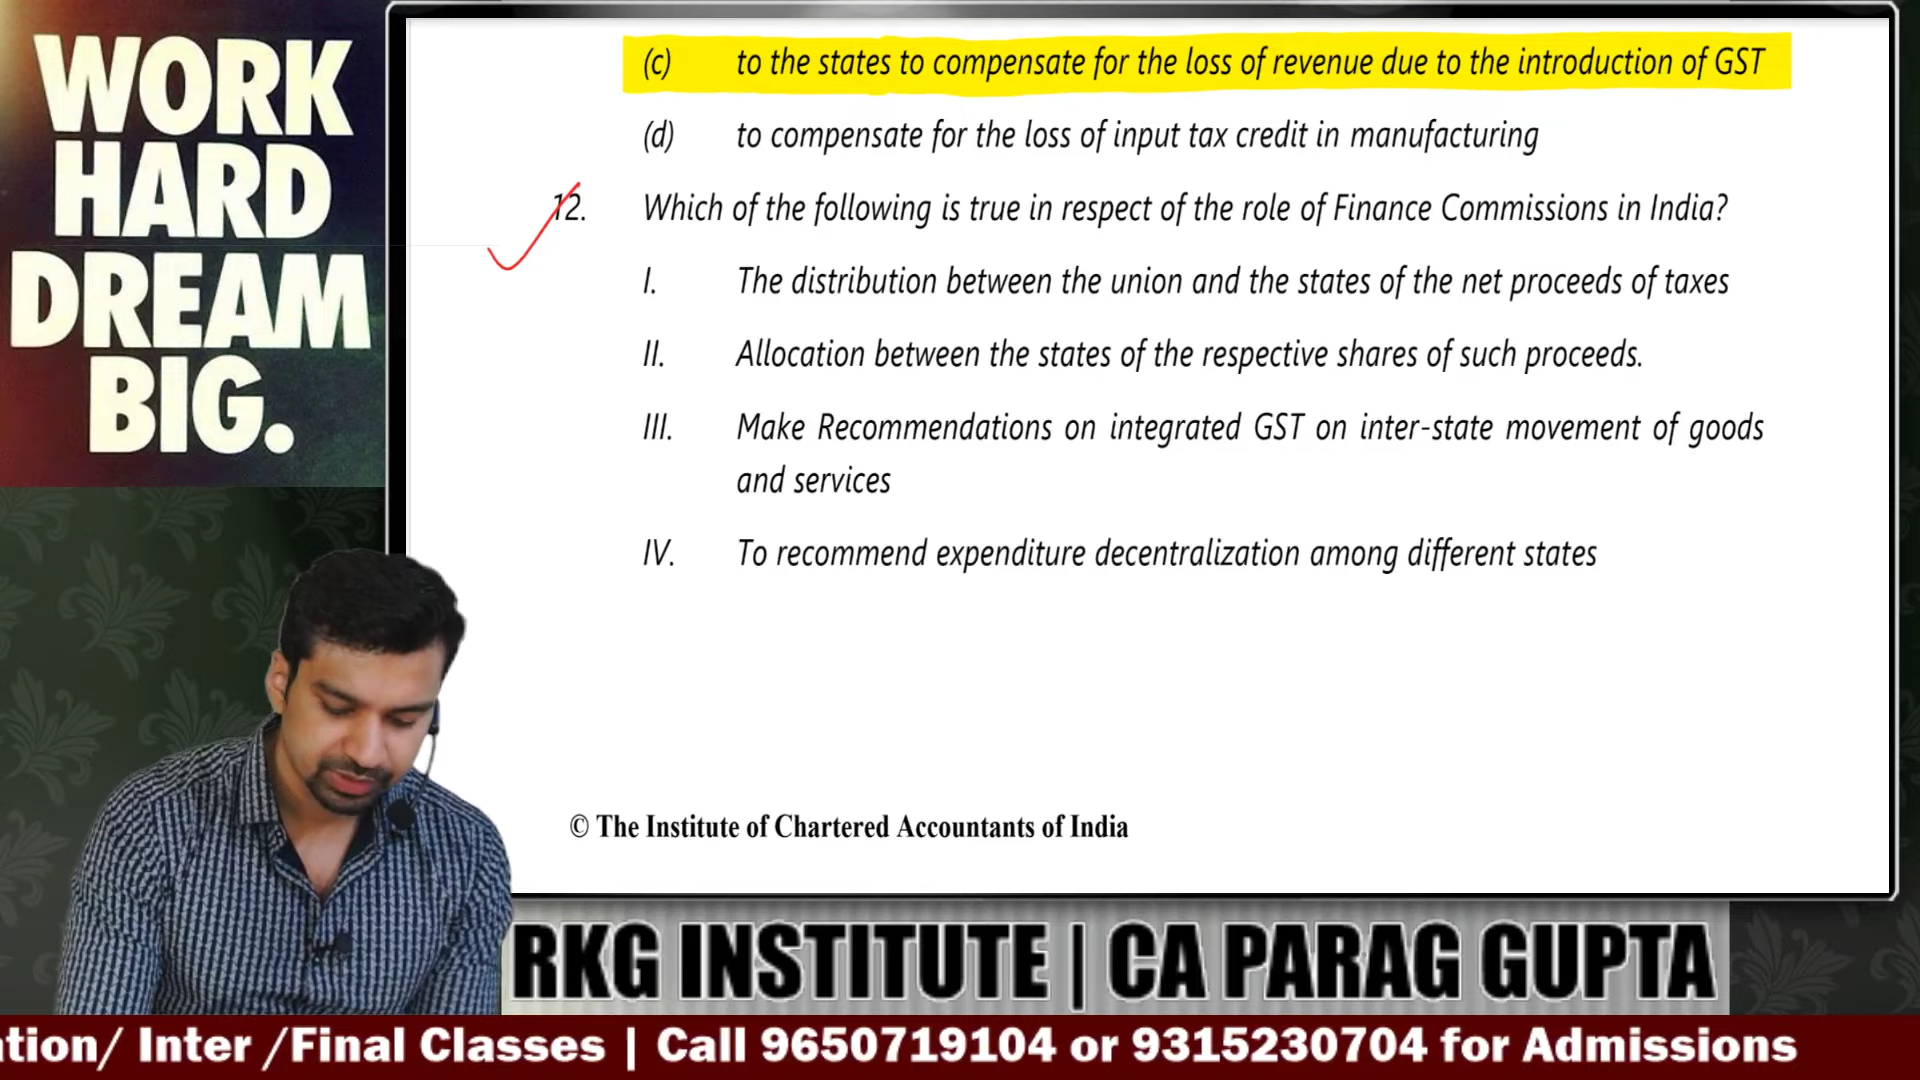 WORK
HARD
DREAM
BIG.
(c) to the states to compensate for the loss of revenue due to the introduction of GST
(d) to compensate for the loss of input tax credit in manufacturing
12. Which of the following is true in respect of the role of Finance Commissions in India?
I. The distribution between the union and the states of the net proceeds of taxes
II. Allocation between the states of the respective shares of such proceeds.
III. Make Recommendations on integrated GST on inter-state movement of goods
and services
IV. To recommend expenditure decentralization among different states
© The Institute of Chartered Accountants of India
RKG INSTITUTE | CA PARAG GUPTA
ation/ Inter /Final Classes | Call 9650719104 or 9315230704 for Admissions